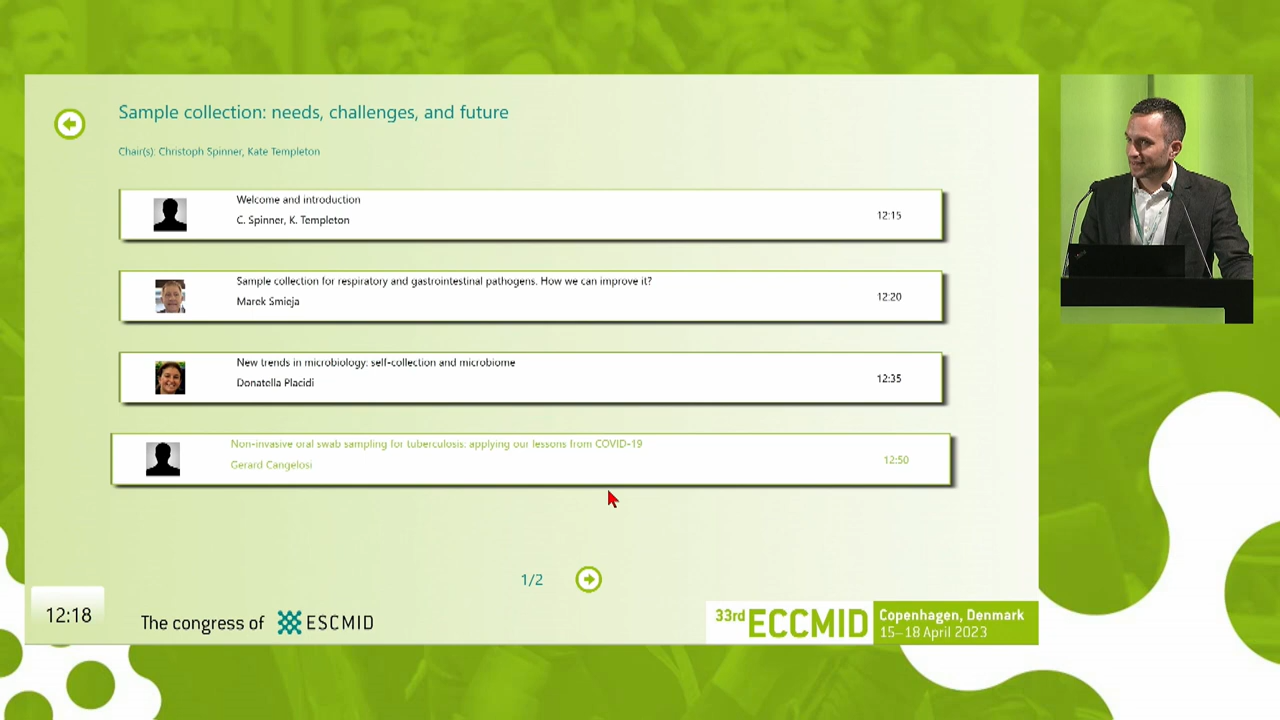 Sample collection: needs, challenges, and future
Chair(s): Christoph Spinner, Kate Templeton
Welcome and introduction
C. Spinner, K. Templeton
12:15
Sample collection for respiratory and gastrointestinal pathogens. How we can improve it?
Marek Smieja
12:20
New trends in microbiology: self-collection and microbiome
Donatella Placidi
12:35
Non-invasive oral swab sampling for tuberculosis: applying our lessons from COVID-19
Gerard Cangelosi
12:50
1/2
12:18
The congress of ESCMID
33rd ECCMID
Copenhagen, Denmark
15–18 April 2023